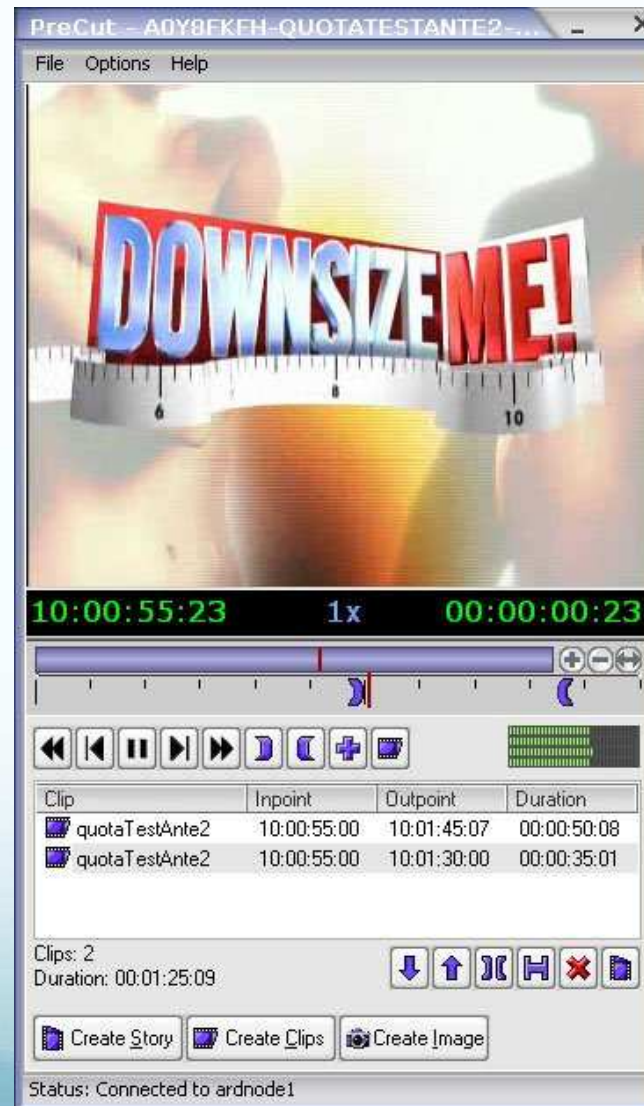 PreCut - A0Y8FKFH-QUOTATESTANTE2-...
File Options Help
DOWNSIZE ME!
6 8 10
10:00:55:23 1x 00:00:00:23
Clip Inpoint Outpoint Duration
quotaTestAnte2 10:00:55:00 10:01:45:07 00:00:50:08
quotaTestAnte2 10:00:55:00 10:01:30:00 00:00:35:01
Clips: 2
Duration: 00:01:25:09
Create Story Create Clips Create Image
Status: Connected to ardnode1